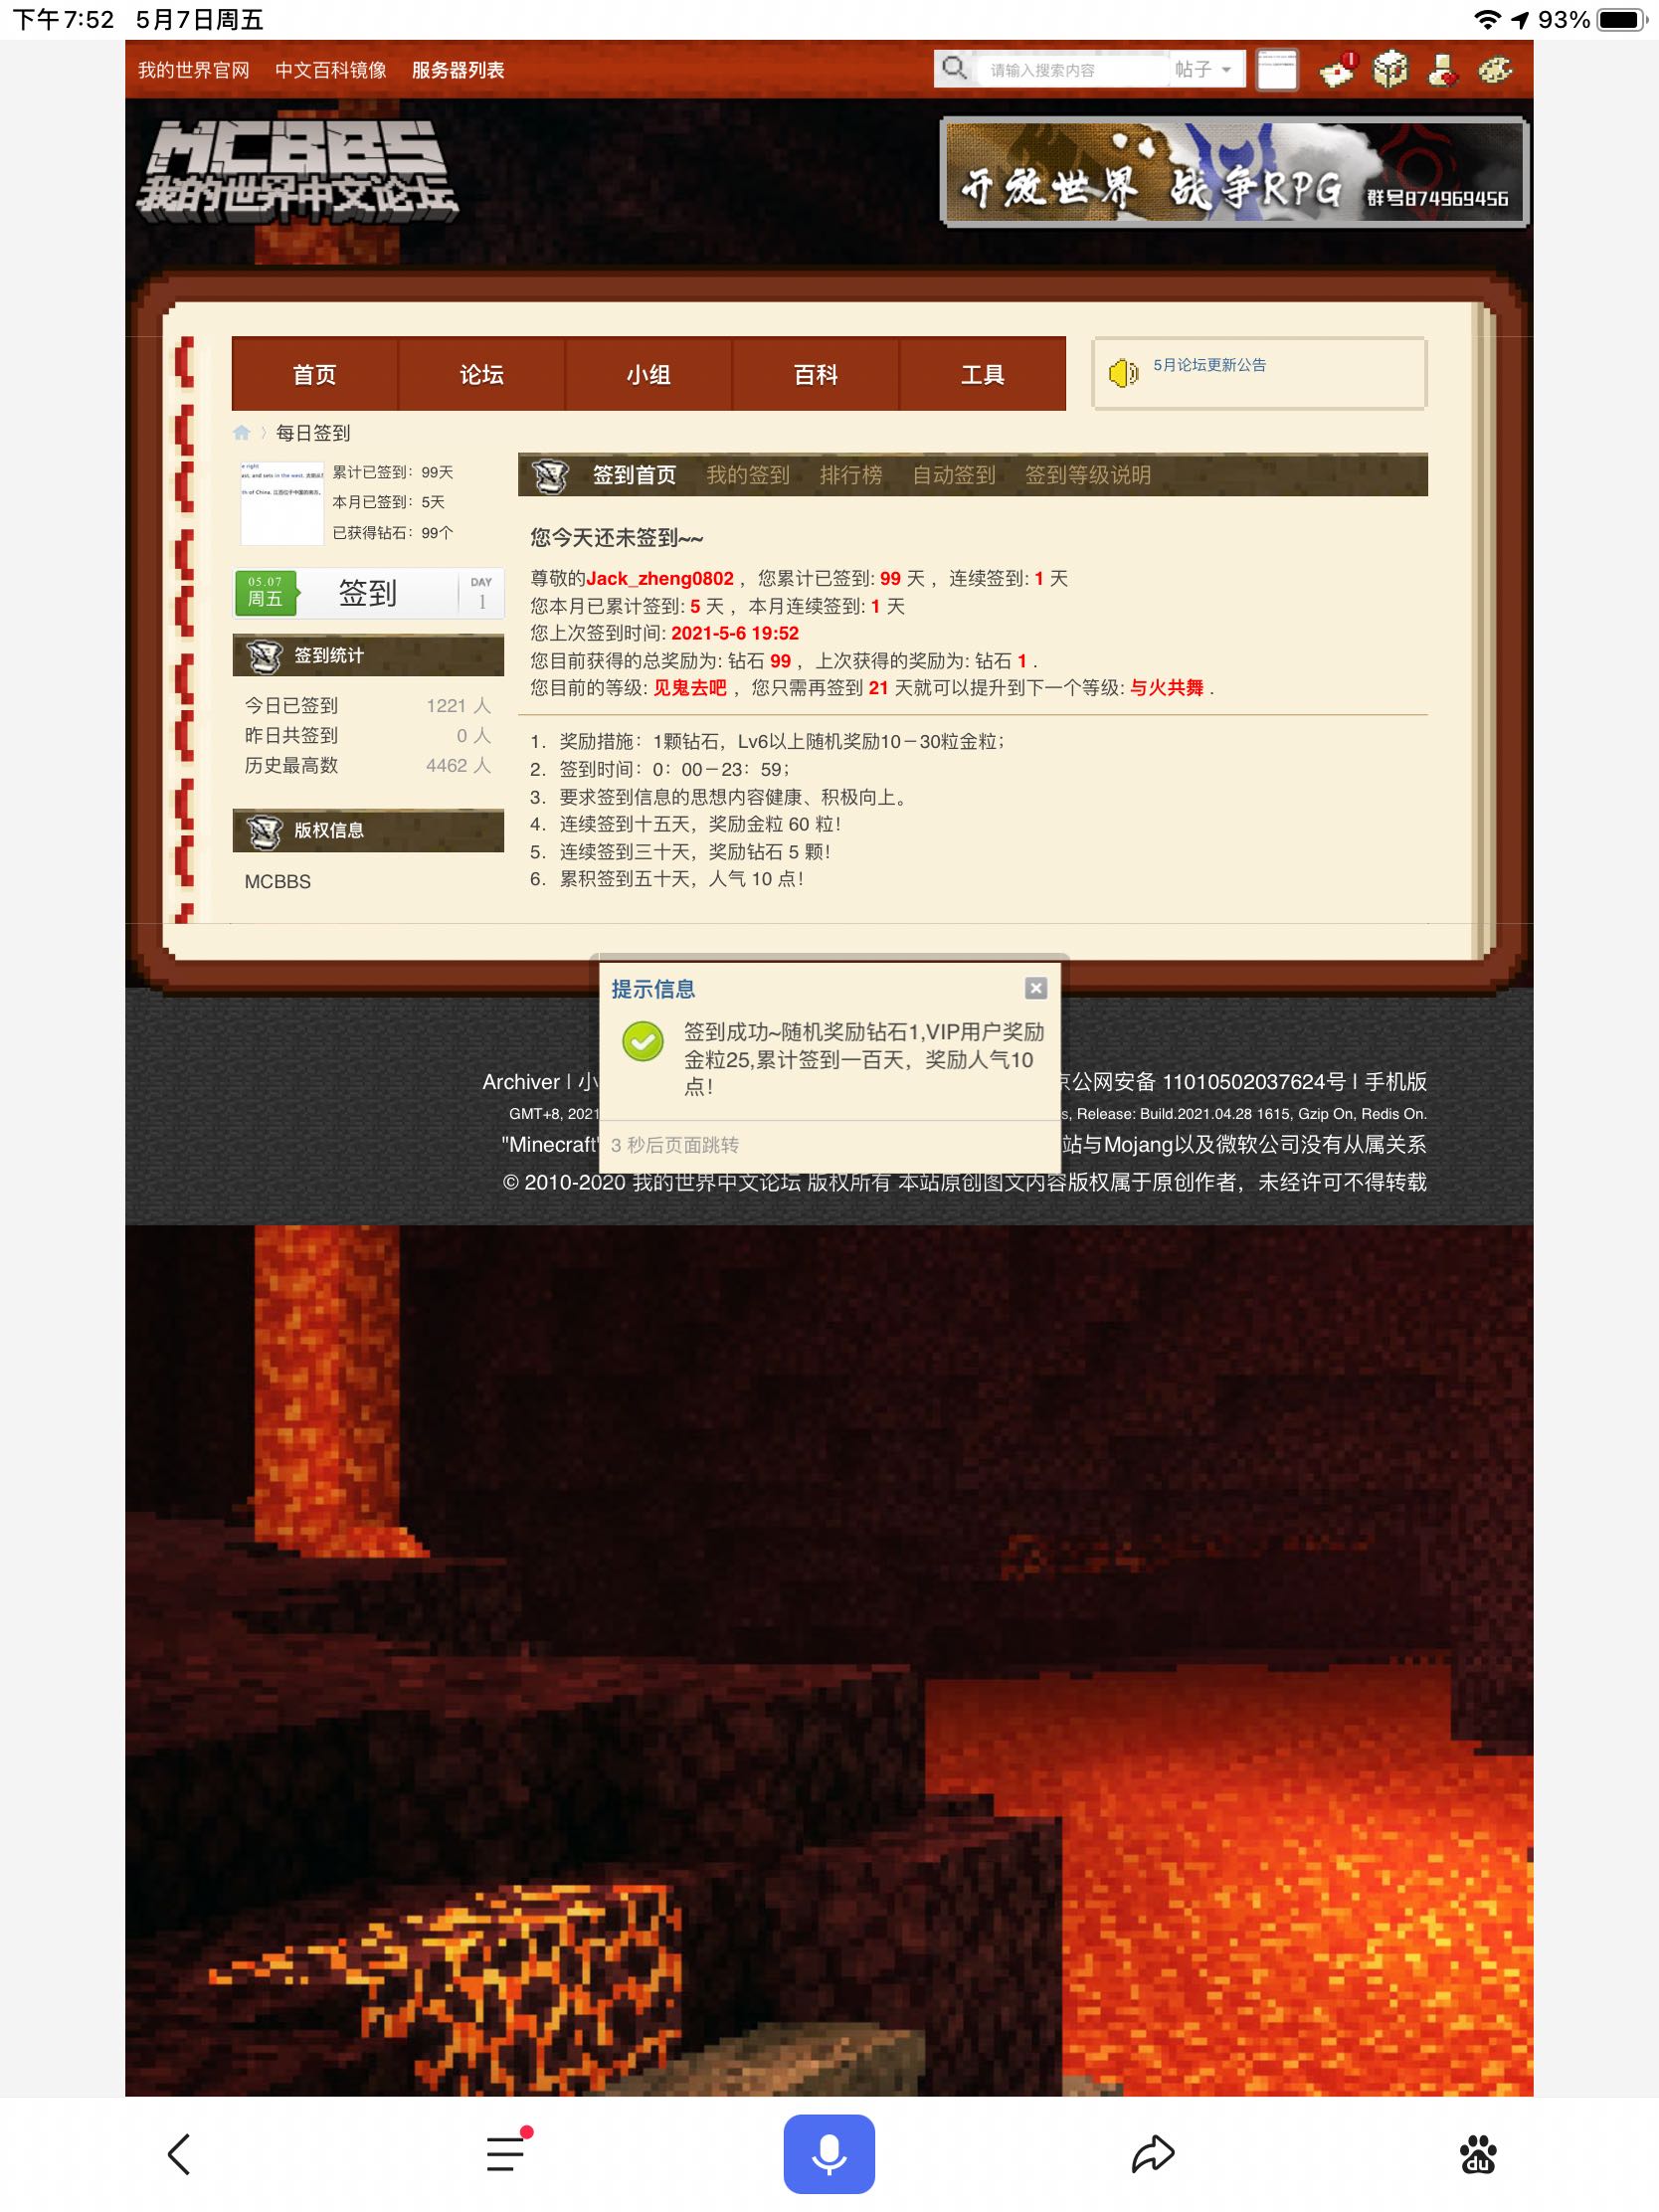 下午7:52 5月7日周五
93%
我的世界官网 中文百科镜像 服务器列表
请输入搜索内容 帖子
1
MCBBS
我的世界中文论坛
开放世界 战争RPG 群号874969456
首页 论坛 小组 百科 工具
5月论坛更新公告
每日签到
累计已签到：99天
本月已签到：5天
已获得钻石：99个
05.07
周五
签到
DAY
1
签到统计
今日已签到 1221 人
昨日共签到 0 人
历史最高数 4462 人
版权信息
MCBBS
签到首页 我的签到 排行榜 自动签到 签到等级说明
您今天还未签到~~
尊敬的Jack_zheng0802 ，您累计已签到: 99 天 ，连续签到: 1 天
您本月已累计签到: 5 天 ，本月连续签到: 1 天
您上次签到时间: 2021-5-6 19:52
您目前获得的总奖励为: 钻石 99 ，上次获得的奖励为: 钻石 1 .
您目前的等级: 见鬼去吧 ，您只需再签到 21 天就可以提升到下一个等级: 与火共舞 .
1. 奖励措施：1颗钻石，Lv6以上随机奖励10－30粒金粒；
2. 签到时间：0：00－23：59；
3. 要求签到信息的思想内容健康、积极向上。
4. 连续签到十五天，奖励金粒 60 粒！
5. 连续签到三十天，奖励钻石 5 颗！
6. 累积签到五十天，人气 10 点！
提示信息
签到成功~随机奖励钻石1,VIP用户奖励
金粒25,累计签到一百天，奖励人气10
点！
3 秒后页面跳转
Archiver | 小 京公网安备 11010502037624号 | 手机版
GMT+8, 2021 s, Release: Build.2021.04.28 1615, Gzip On, Redis On.
"Minecraft" 站与Mojang以及微软公司没有从属关系
© 2010-2020 我的世界中文论坛 版权所有 本站原创图文内容版权属于原创作者，未经许可不得转载
du